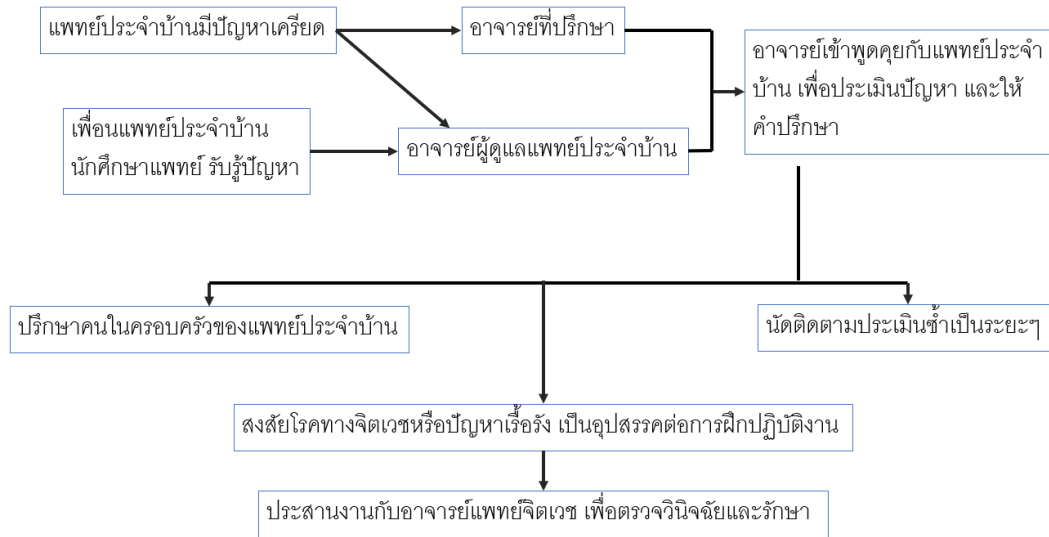 แพทย์ประจำบ้านมีปัญหาเครียด
อาจารย์ที่ปรึกษา
อาจารย์เข้าพูดคุยกับแพทย์ประจำ
บ้าน เพื่อประเมินปัญหา และให้
คำปรึกษา
เพื่อนแพทย์ประจำบ้าน
นักศึกษาแพทย์ รับรู้ปัญหา
อาจารย์ผู้ดูแลแพทย์ประจำบ้าน
ปรึกษาคนในครอบครัวของแพทย์ประจำบ้าน
นัดติดตามประเมินซ้ำเป็นระยะๆ
สงสัยโรคทางจิตเวชหรือปัญหาเรื้อรัง เป็นอุปสรรคต่อการฝึกปฏิบัติงาน
ประสานงานกับอาจารย์แพทย์จิตเวช เพื่อตรวจวินิจฉัยและรักษา